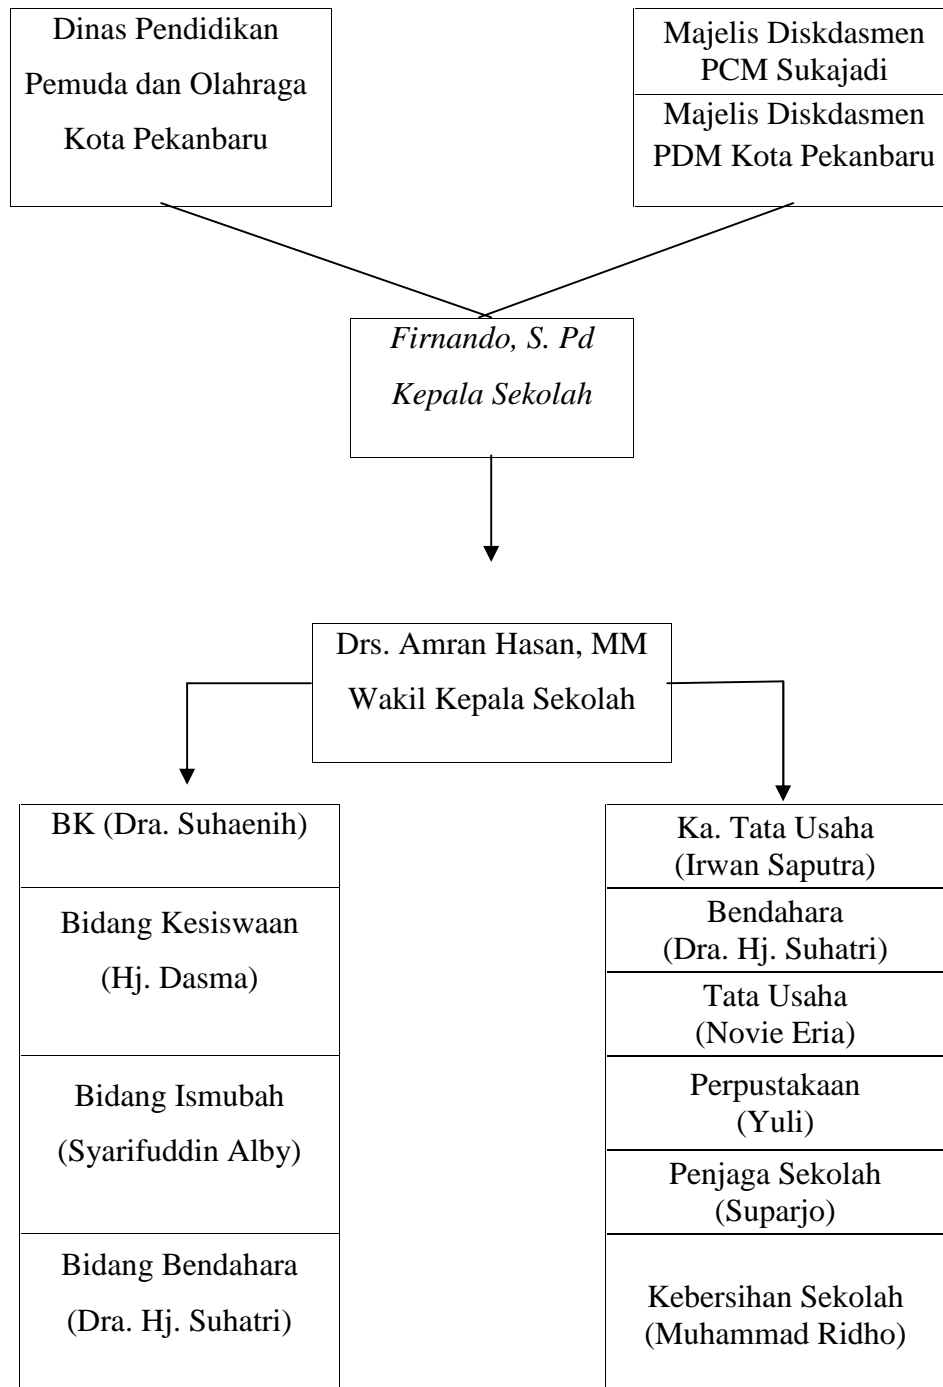 Dinas Pendidikan
Pemuda dan Olahraga
Kota Pekanbaru
Majelis Diskdasmen
PCM Sukajadi
Majelis Diskdasmen
PDM Kota Pekanbaru
Firnando, S. Pd
Kepala Sekolah
Drs. Amran Hasan, MM
Wakil Kepala Sekolah
BK (Dra. Suhaenih)
Bidang Kesiswaan
(Hj. Dasma)
Bidang Ismubah
(Syarifuddin Alby)
Bidang Bendahara
(Dra. Hj. Suhatri)
Ka. Tata Usaha
(Irwan Saputra)
Bendahara
(Dra. Hj. Suhatri)
Tata Usaha
(Novie Eria)
Perpustakaan
(Yuli)
Penjaga Sekolah
(Suparjo)
Kebersihan Sekolah
(Muhammad Ridho)